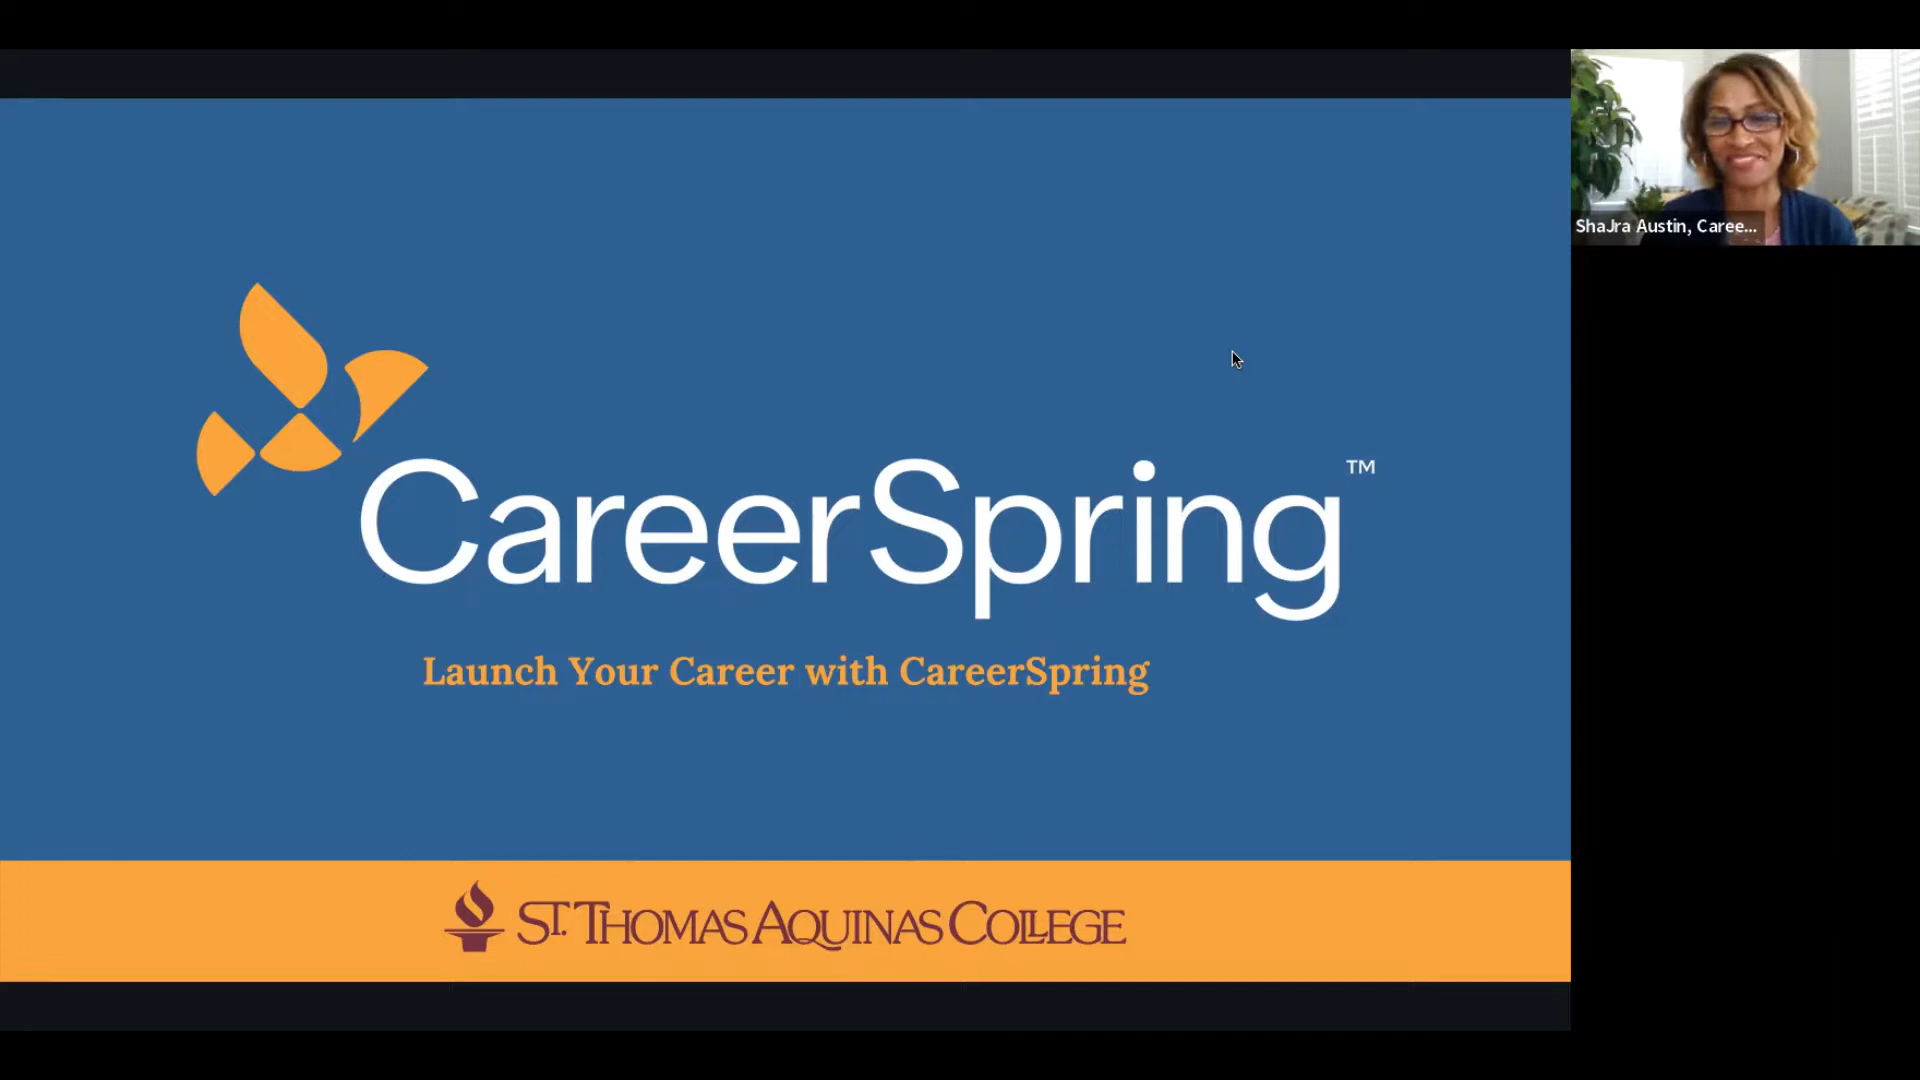 ShaJra Austin, Caree...
CareerSpring™
Launch Your Career with CareerSpring
ST. THOMAS AQUINAS COLLEGE